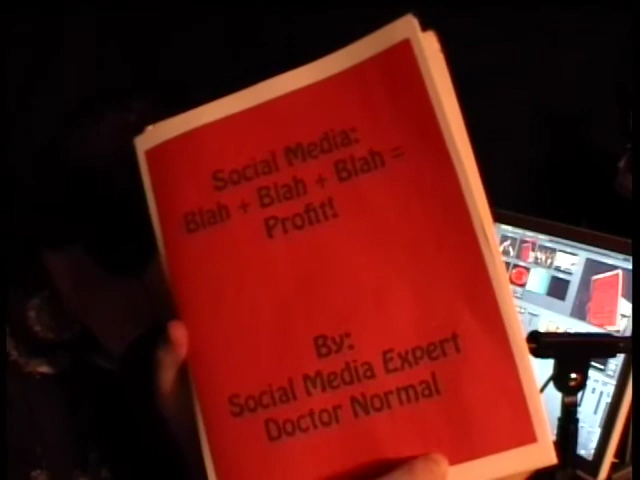 Social Media:
Blah + Blah + Blah =
Profit!
By:
Social Media Expert
Doctor Normal